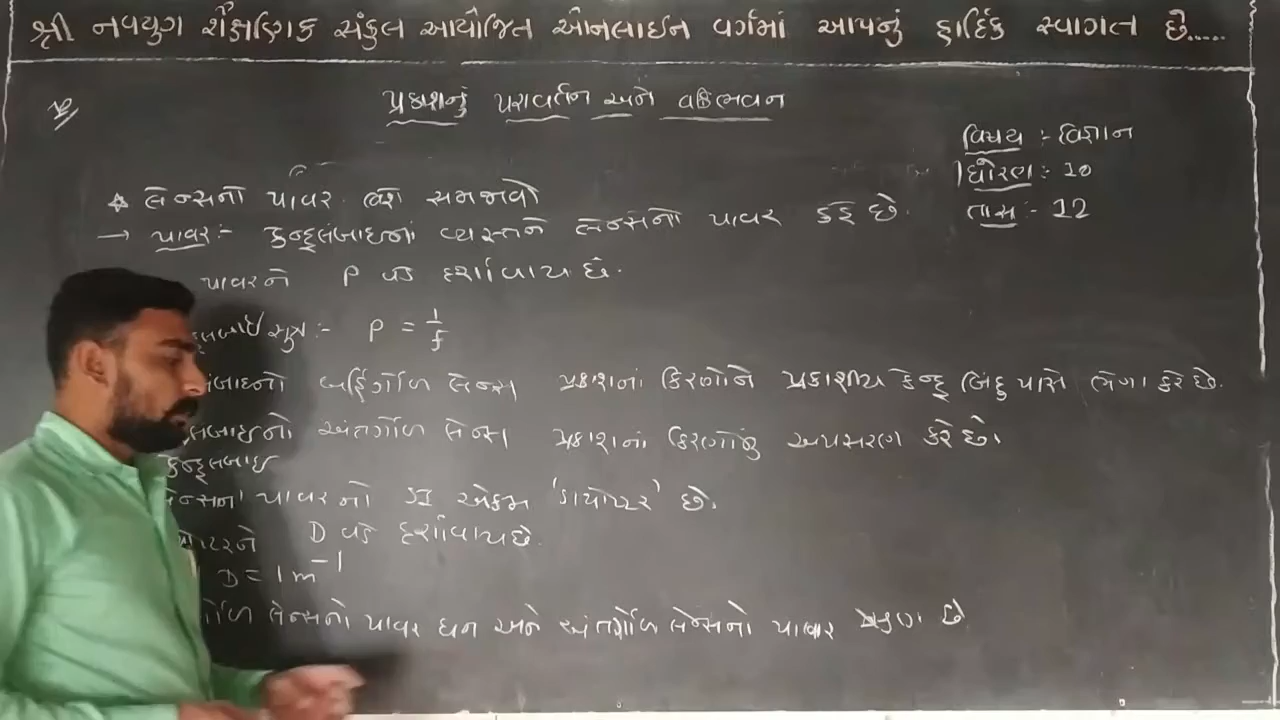 શ્રી નવયુગ શૈક્ષણિક સંકુલ આયોજિત ઓનલાઈન વર્ગમાં આપનું હાર્દિક સ્વાગત છે.....
પ્રકાશનું પરાવર્તન અને વક્રિભવન
વિષય :- વિજ્ઞાન
ધોરણ :- 10
તાસ :- 12
લેન્સનો પાવર વિશે સમજાવો
→ પાવર :- કેન્દ્રલંબાઇનાં વ્યસ્તને લેન્સનો પાવર કહે છે.
પાવરને P વડે દર્શાવાય છે.
સુત્ર :- P = 1/f
બહિર્ગોળ લેન્સ પ્રકાશનાં કિરણોને પ્રકાશીય કેન્દ્ર બિંદુ પાસે ભેગા કરે છે.
અંતર્ગોળ લેન્સ પ્રકાશનાં કિરણોનું અપસરણ કરે છે.
કેન્દ્રલંબાઇ
લેન્સના પાવરનો SI એકમ 'ડાયોપ્ટર' છે.
D વડે દર્શાવાય છે.
D = 1 m⁻¹
લેન્સનો પાવર ધન અને અંતર્ગોળ લેન્સનો પાવર ઋણ છે